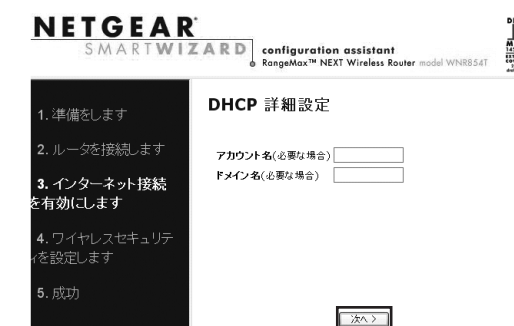 NETGEAR
SMARTWIZARD
configuration assistant
RangeMax™ NEXT Wireless Router model WNR854T
DHCP 詳細設定
1. 準備をします
2. ルータを接続します
3. インターネット接続
を有効にします
4. ワイヤレスセキュリテ
ィを設定します
5. 成功
アカウント名(必要な場合)
ドメイン名(必要な場合)
次へ >